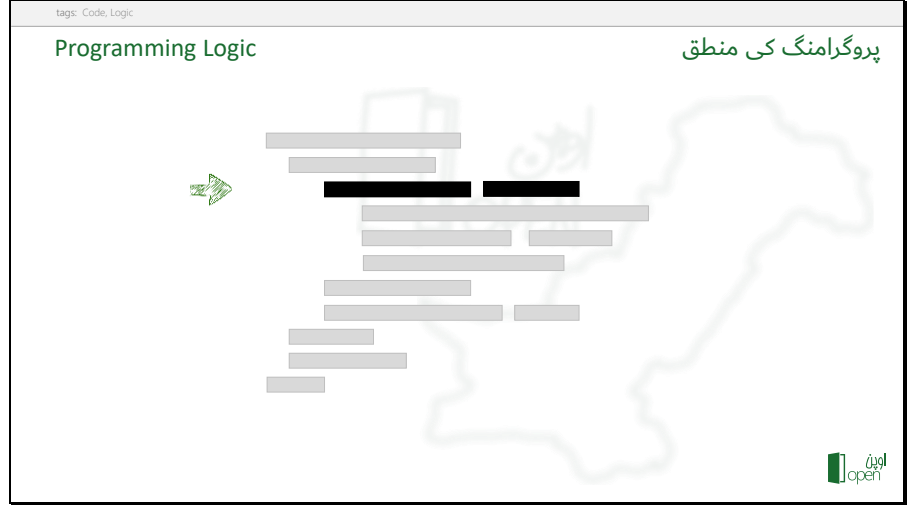 tags: Code, Logic
Programming Logic
پروگرامنگ کی منطق
اوپن
open